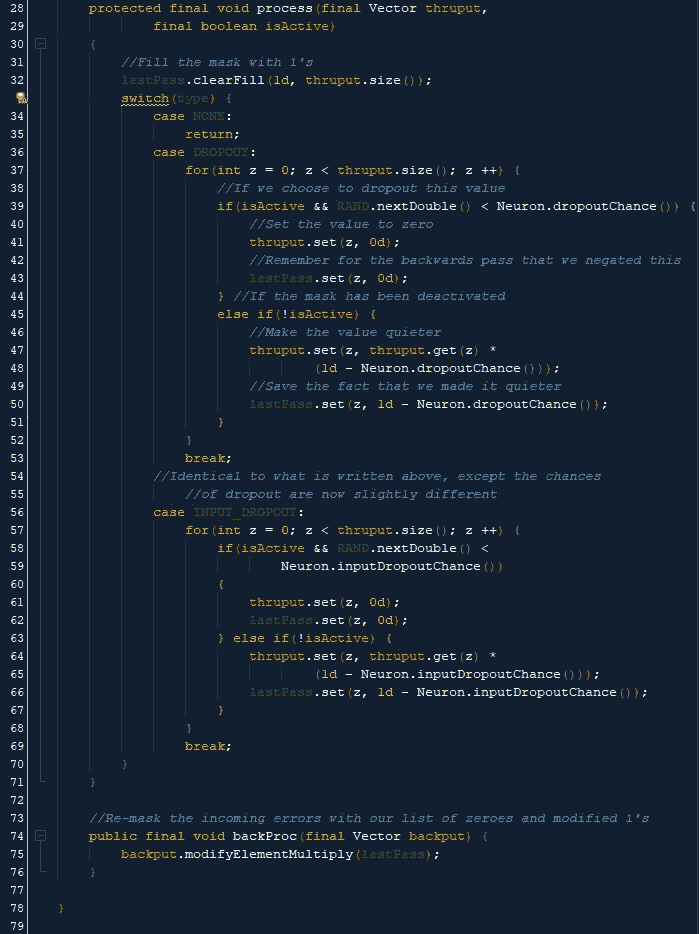 28 protected final void process(final Vector thruput,
29 final boolean isActive)
30 {
31 //Fill the mask with 1's
32 lastPass.clearFill(1d, thruput.size());
switch(type) {
34 case NONE:
35 return;
36 case DROPOUT:
37 for(int z = 0; z < thruput.size(); z ++) {
38 //If we choose to dropout this value
39 if(isActive && RAND.nextDouble() < Neuron.dropoutChance()) {
40 //Set the value to zero
41 thruput.set(z, 0d);
42 //Remember for the backwards pass that we negated this
43 lastPass.set(z, 0d);
44 } //If the mask has been deactivated
45 else if(!isActive) {
46 //Make the value quieter
47 thruput.set(z, thruput.get(z) *
48 (1d - Neuron.dropoutChance()));
49 //Save the fact that we made it quieter
50 lastPass.set(z, 1d - Neuron.dropoutChance());
51 }
52 }
53 break;
54 //Identical to what is written above, except the chances
55 //of dropout are now slightly different
56 case INPUT_DROPOUT:
57 for(int z = 0; z < thruput.size(); z ++) {
58 if(isActive && RAND.nextDouble() <
59 Neuron.inputDropoutChance())
60 {
61 thruput.set(z, 0d);
62 lastPass.set(z, 0d);
63 } else if(!isActive) {
64 thruput.set(z, thruput.get(z) *
65 (1d - Neuron.inputDropoutChance()));
66 lastPass.set(z, 1d - Neuron.inputDropoutChance());
67 }
68 }
69 break;
70 }
71 }
72
73 //Re-mask the incoming errors with our list of zeroes and modified 1's
74 public final void backProc(final Vector backput) {
75 backput.modifyElementMultiply(lastPass);
76 }
77
78 }
79